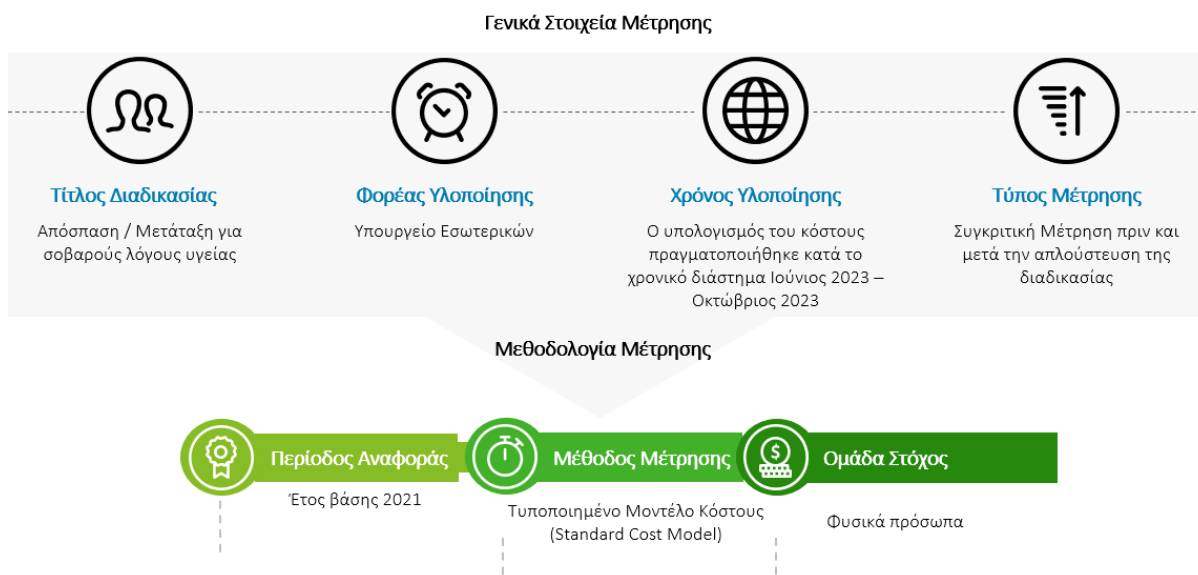 Γενικά Στοιχεία Μέτρησης
Τίτλος Διαδικασίας
Απόσπαση / Μετάταξη για
σοβαρούς λόγους υγείας
Φορέας Υλοποίησης
Υπουργείο Εσωτερικών
Χρόνος Υλοποίησης
Ο υπολογισμός του κόστους
πραγματοποιήθηκε κατά το
χρονικό διάστημα Ιούνιος 2023 –
Οκτώβριος 2023
Τύπος Μέτρησης
Συγκριτική Μέτρηση πριν και
μετά την απλούστευση της
διαδικασίας
Μεθοδολογία Μέτρησης
Περίοδος Αναφοράς
Έτος βάσης 2021
Μέθοδος Μέτρησης
Τυποποιημένο Μοντέλο Κόστους
(Standard Cost Model)
$
Ομάδα Στόχος
Φυσικά πρόσωπα